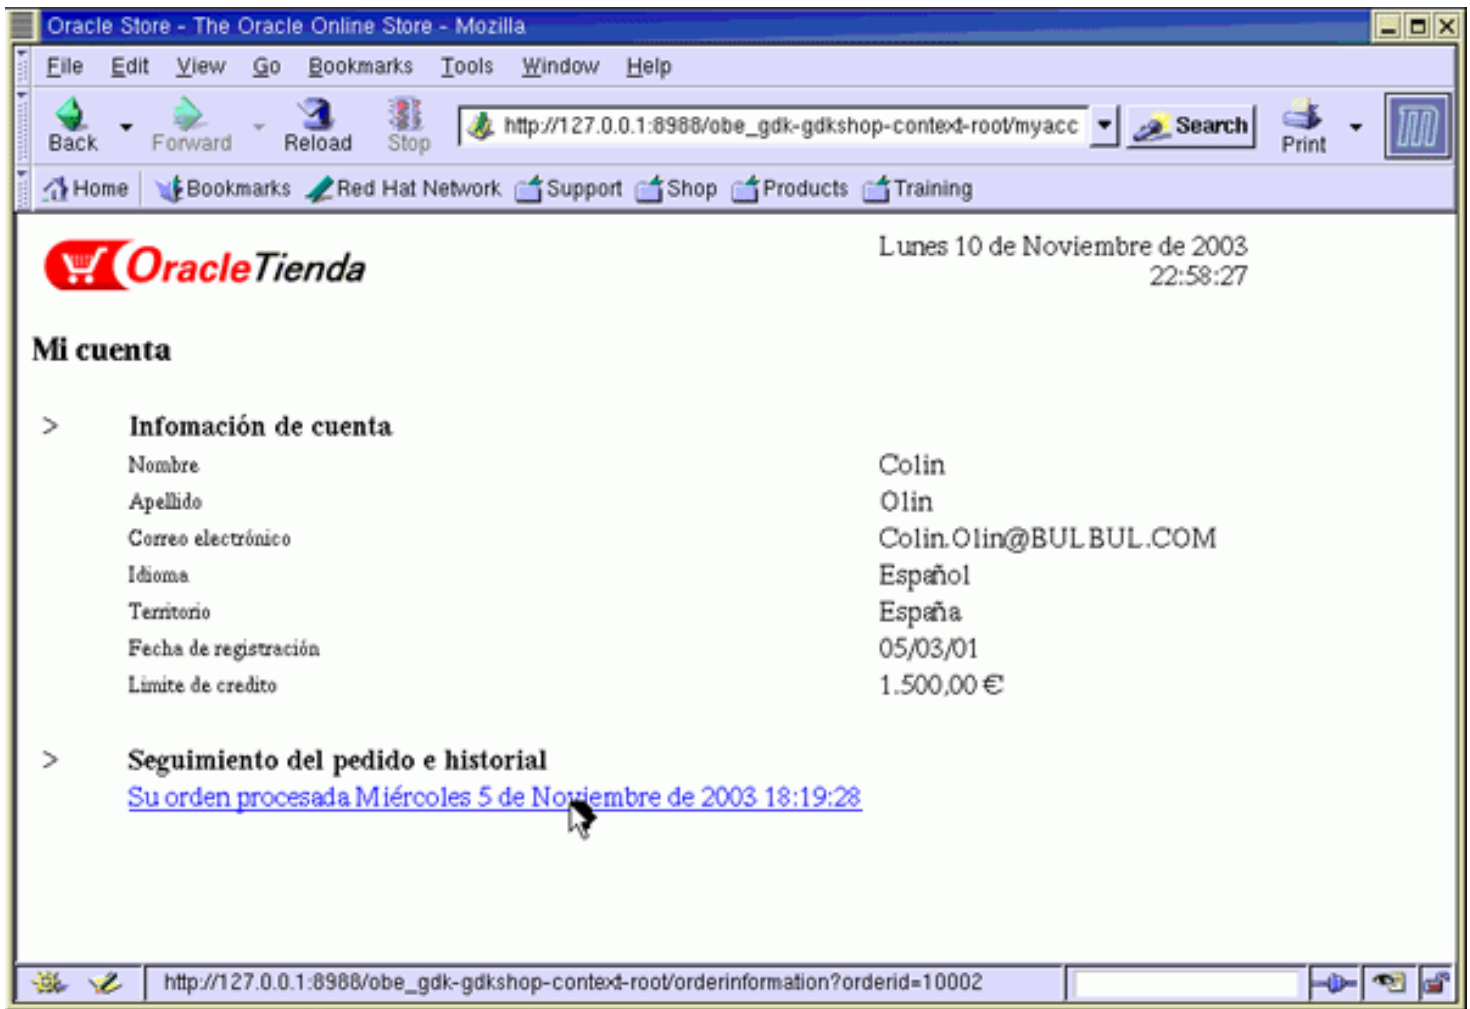 Oracle Store - The Oracle Online Store - Mozilla
File Edit View Go Bookmarks Tools Window Help
Back Forward Reload Stop http://127.0.0.1:8988/obe_gdk-gdkshop-context-root/myacc Search Print
Home Bookmarks Red Hat Network Support Shop Products Training
OracleTienda
Lunes 10 de Noviembre de 2003
22:58:27
Mi cuenta
> Infomación de cuenta
Nombre Colin
Apellido Olin
Correo electrónico Colin.Olin@BULBUL.COM
Idioma Español
Territorio España
Fecha de registración 05/03/01
Limite de credito 1.500,00 €
> Seguimiento del pedido e historial
Su orden procesada Miércoles 5 de Noviembre de 2003 18:19:28
http://127.0.0.1:8988/obe_gdk-gdkshop-context-root/orderinformation?orderid=10002